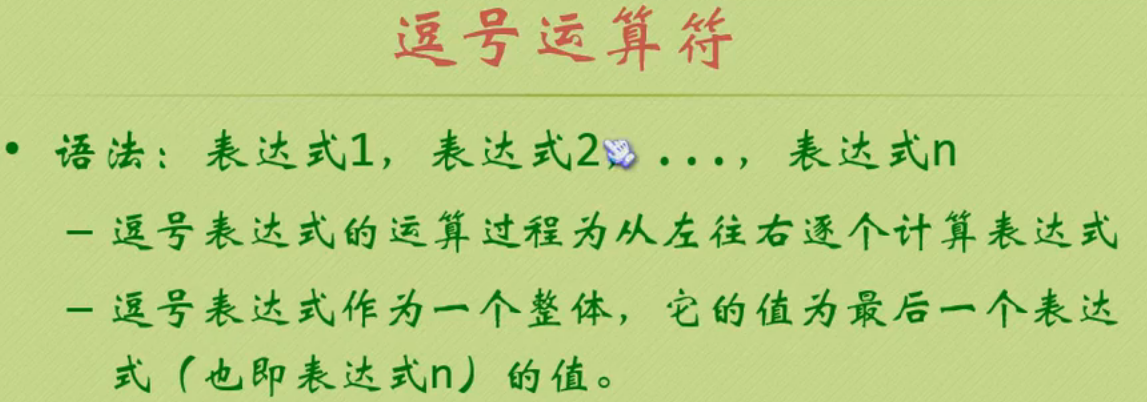 逗号运算符
• 语法：表达式1，表达式2，...，表达式n
– 逗号表达式的运算过程为从左往右逐个计算表达式
– 逗号表达式作为一个整体，它的值为最后一个表达
式（也即表达式n）的值。